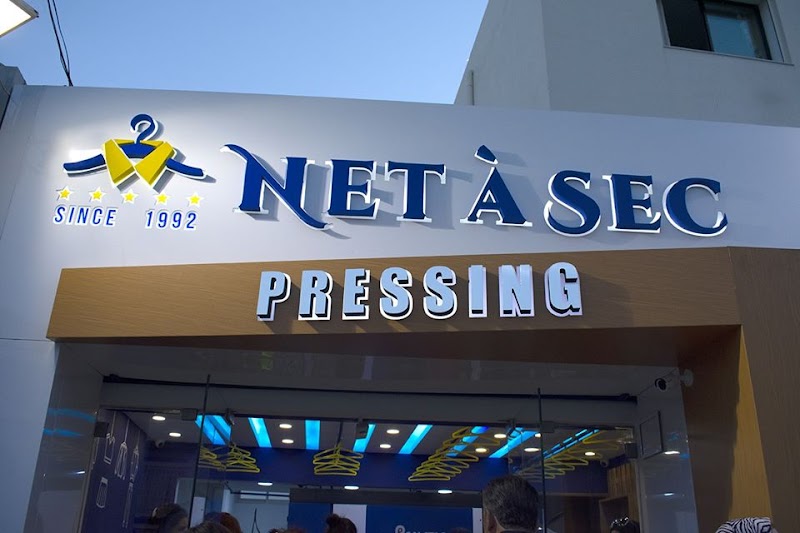 NET À SEC
SINCE 1992
PRESSING